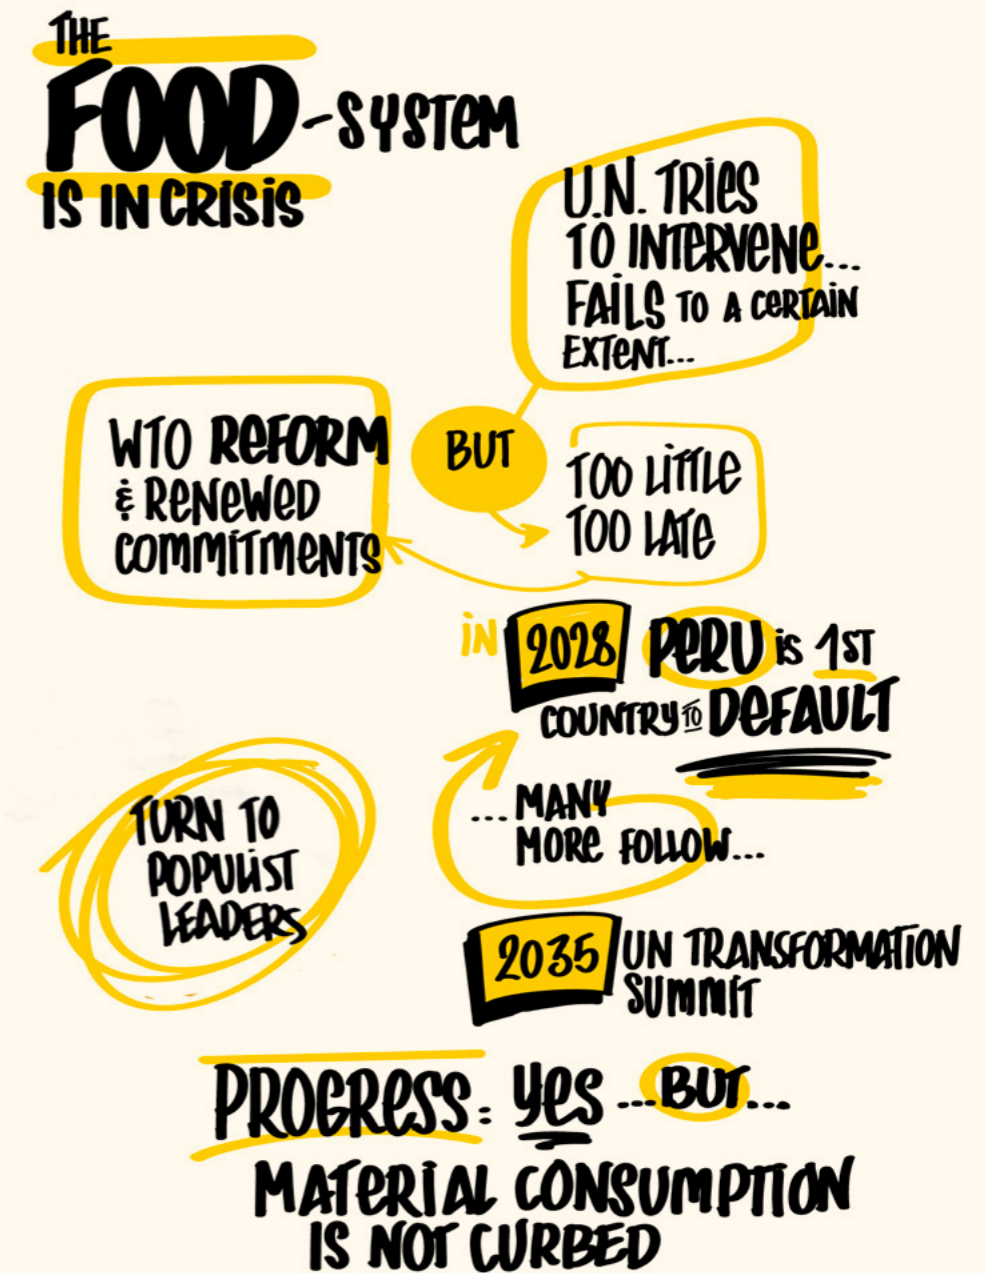 THE
FOOD-SYSTEM
IS IN CRISIS
U.N. TRIES
TO INTERVENE...
FAILS TO A CERTAIN
EXTENT...
BUT
TOO LITTLE
TOO LATE
WTO REFORM
& RENEWED
COMMITMENTS
IN 2028 PERU IS 1ST
COUNTRY TO DEFAULT
...MANY
MORE FOLLOW...
TURN TO
POPULIST
LEADERS
2035 UN TRANSFORMATION
SUMMIT
PROGRESS: YES ...BUT...
MATERIAL CONSUMPTION
IS NOT CURBED